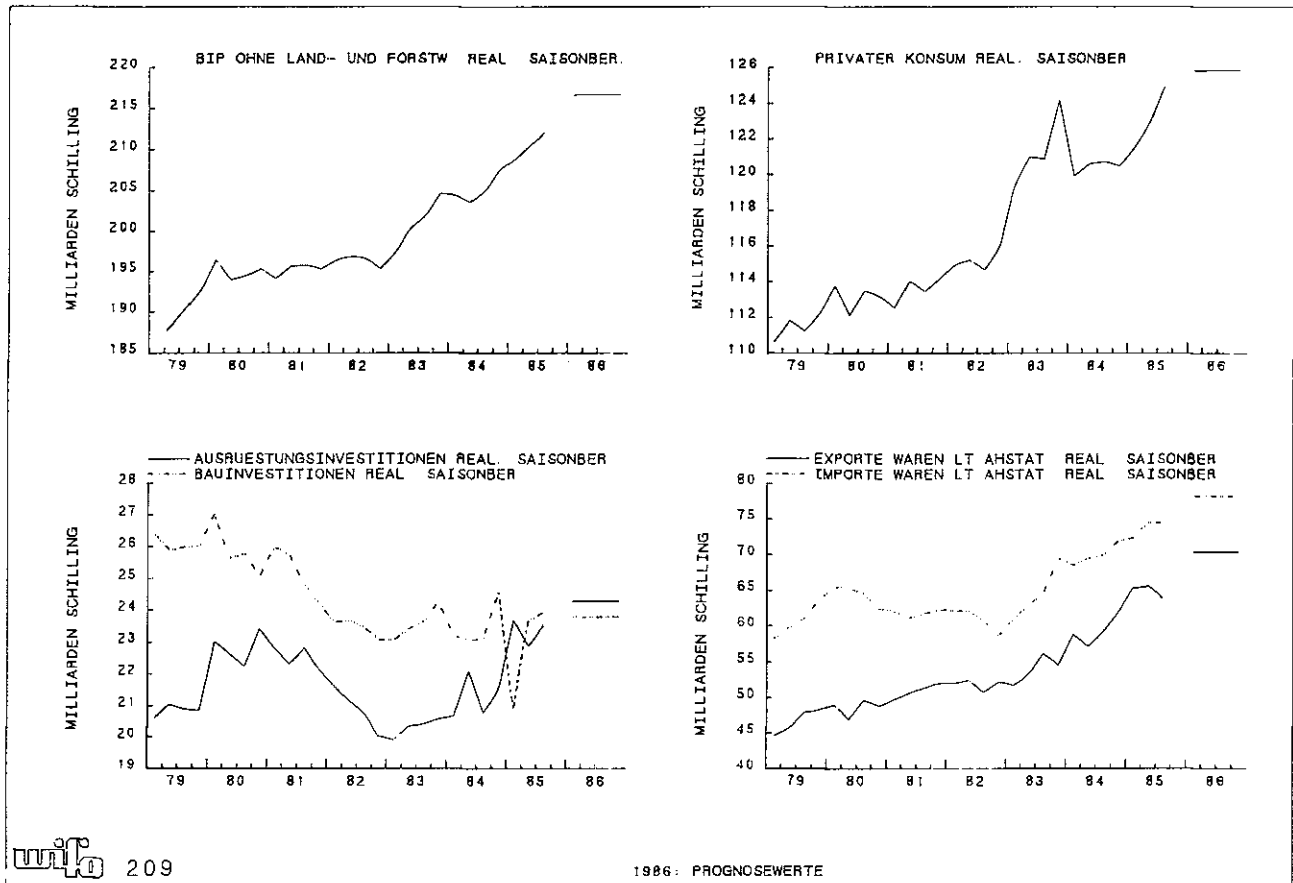 BIP OHNE LAND- UND FORSTW REAL SAISONBER.
MILLIARDEN SCHILLING
220
215
210
205
200
195
190
185
79 80 81 82 83 84 85 86
PRIVATER KONSUM REAL. SAISONBER
MILLIARDEN SCHILLING
126
124
122
120
118
116
114
112
110
79 80 81 82 83 84 85 86
AUSRUESTUNGSINVESTITIONEN REAL. SAISONBER
BAUINVESTITIONEN REAL SAISONBER
MILLIARDEN SCHILLING
28
27
26
25
24
23
22
21
20
19
79 80 81 82 83 84 85 86
EXPORTE WAREN LT AHSTAT REAL SAISONBER
IMPORTE WAREN LT AHSTAT REAL SAISONBER
MILLIARDEN SCHILLING
80
75
70
65
60
55
50
45
40
79 80 81 82 83 84 85 86
wifo 209
1986: PROGNOSEWERTE